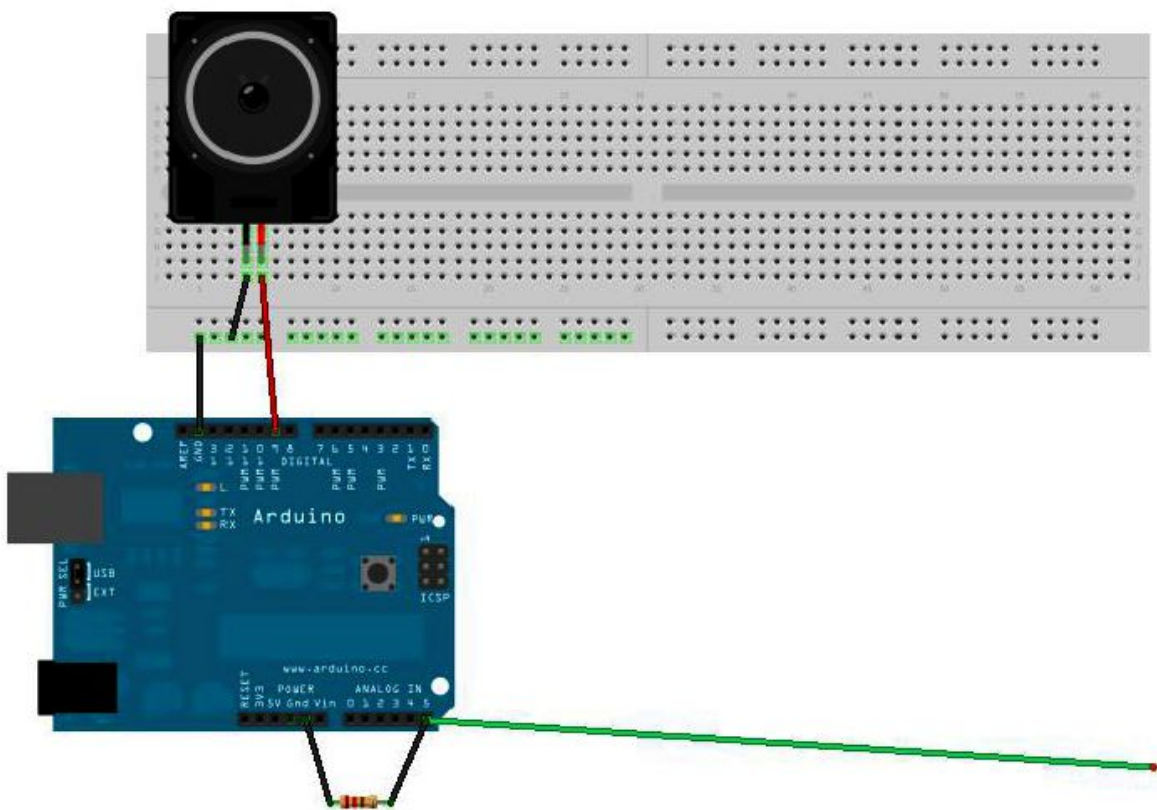 AREF
GND
13
12
PWM 11
PWM 10
PWM 9
8
7
PWM 6
PWM 5
4
PWM 3
2
TX 1
RX 0
DIGITAL
L
TX
RX
Arduino
PWR
1
PWR SEL
USB
EXT
ICSP
www.arduino.cc
POWER
ANALOG IN
RESET
3V3
5V Gnd Vin
0 1 2 3 4 5